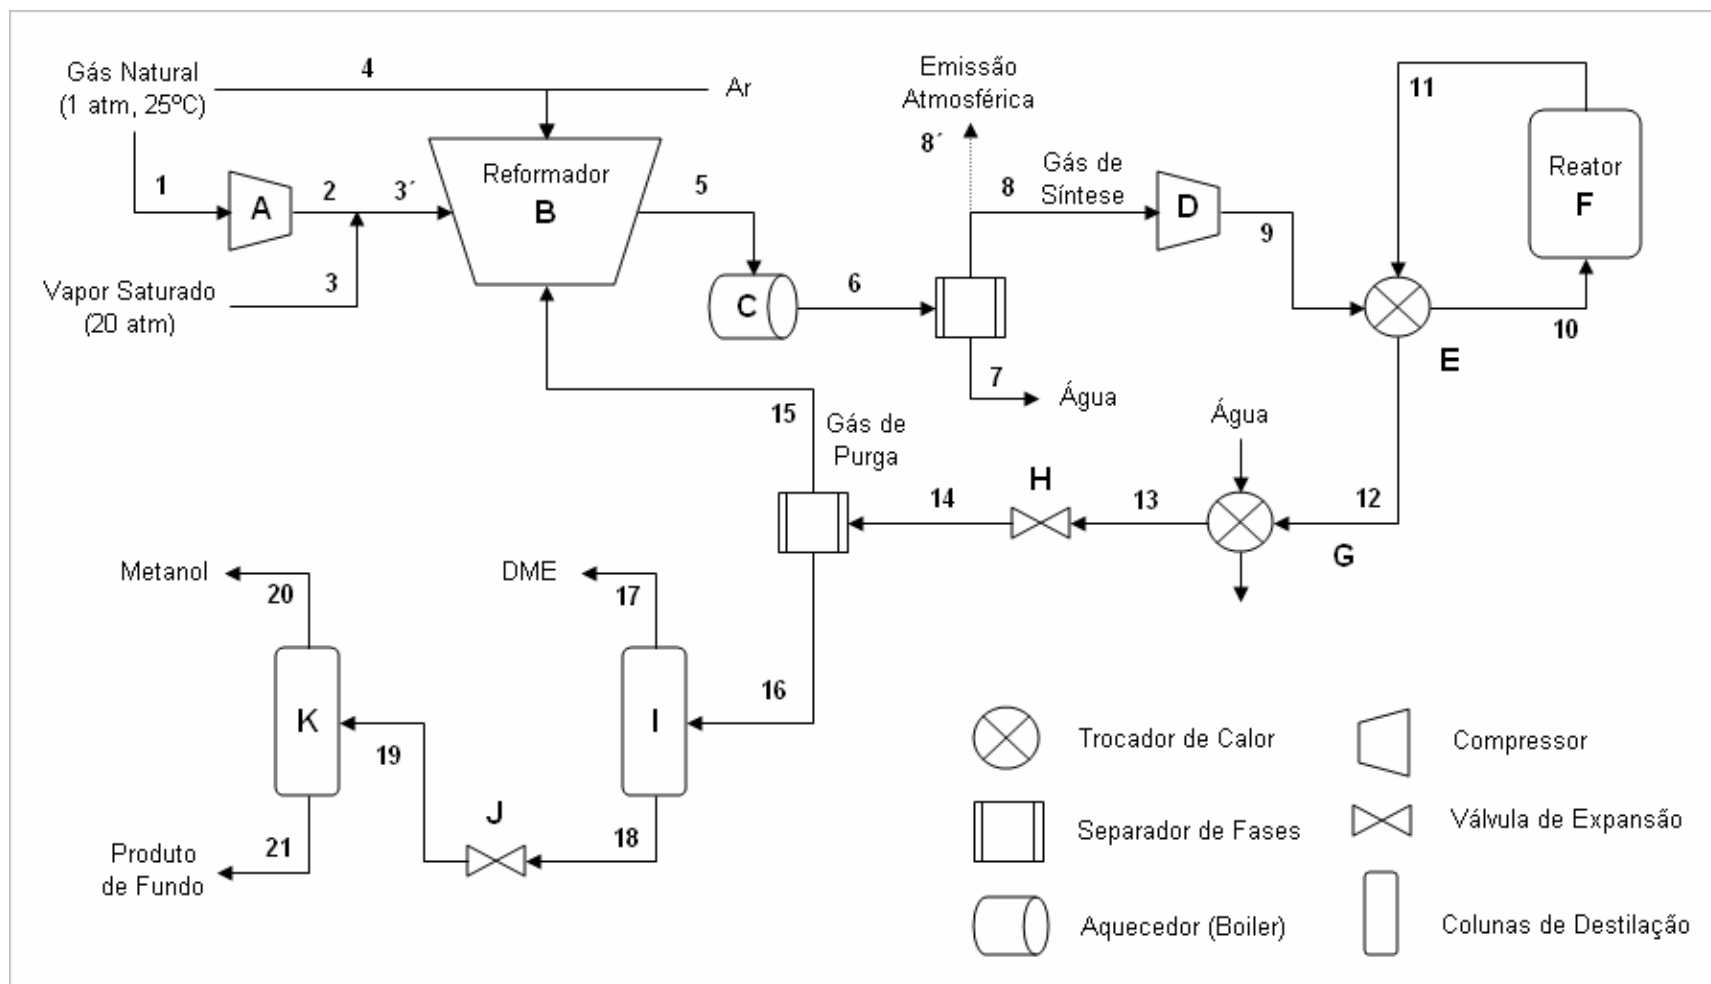 Gás Natural
(1 atm, 25ºC)
4
Ar
Emissão
Atmosférica
8´
11
Reator
F
1
A
2
3´
Reformador
B
5
8
Gás de
Síntese
D
9
Vapor Saturado
(20 atm)
3
C
6
10
E
7
Água
15
Gás de
Purga
Água
H
14
13
12
G
Metanol
20
DME
17
K
19
I
16
J
18
21
Produto
de Fundo
Trocador de Calor
Compressor
Separador de Fases
Válvula de Expansão
Aquecedor (Boiler)
Colunas de Destilação